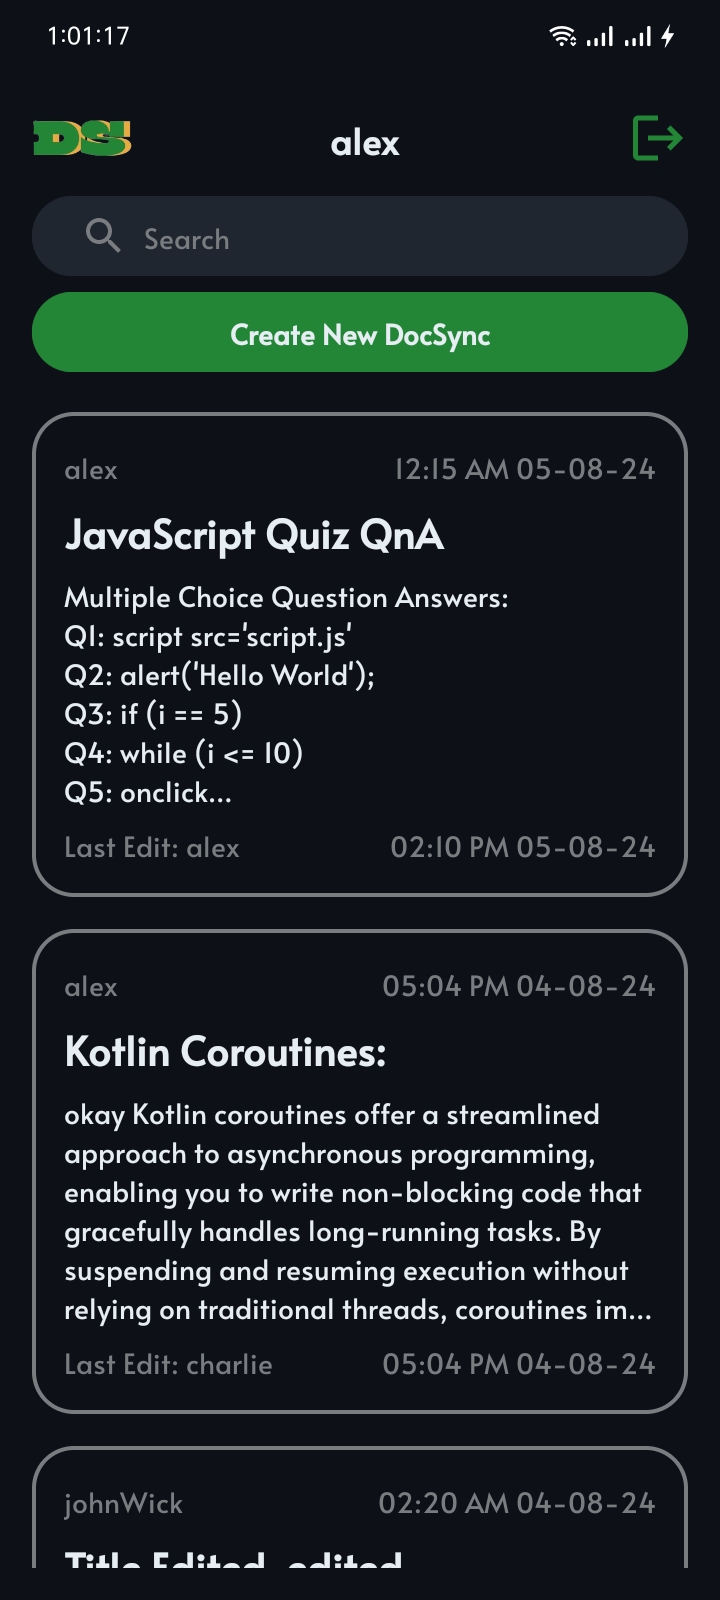 1:01:17
DS
alex
Search
Create New DocSync
alex 12:15 AM 05-08-24
JavaScript Quiz QnA
Multiple Choice Question Answers:
Q1: script src='script.js'
Q2: alert('Hello World');
Q3: if (i == 5)
Q4: while (i <= 10)
Q5: onclick...
Last Edit: alex 02:10 PM 05-08-24
alex 05:04 PM 04-08-24
Kotlin Coroutines:
okay Kotlin coroutines offer a streamlined
approach to asynchronous programming,
enabling you to write non-blocking code that
gracefully handles long-running tasks. By
suspending and resuming execution without
relying on traditional threads, coroutines im...
Last Edit: charlie 05:04 PM 04-08-24
johnWick 02:20 AM 04-08-24
Title Edited edited